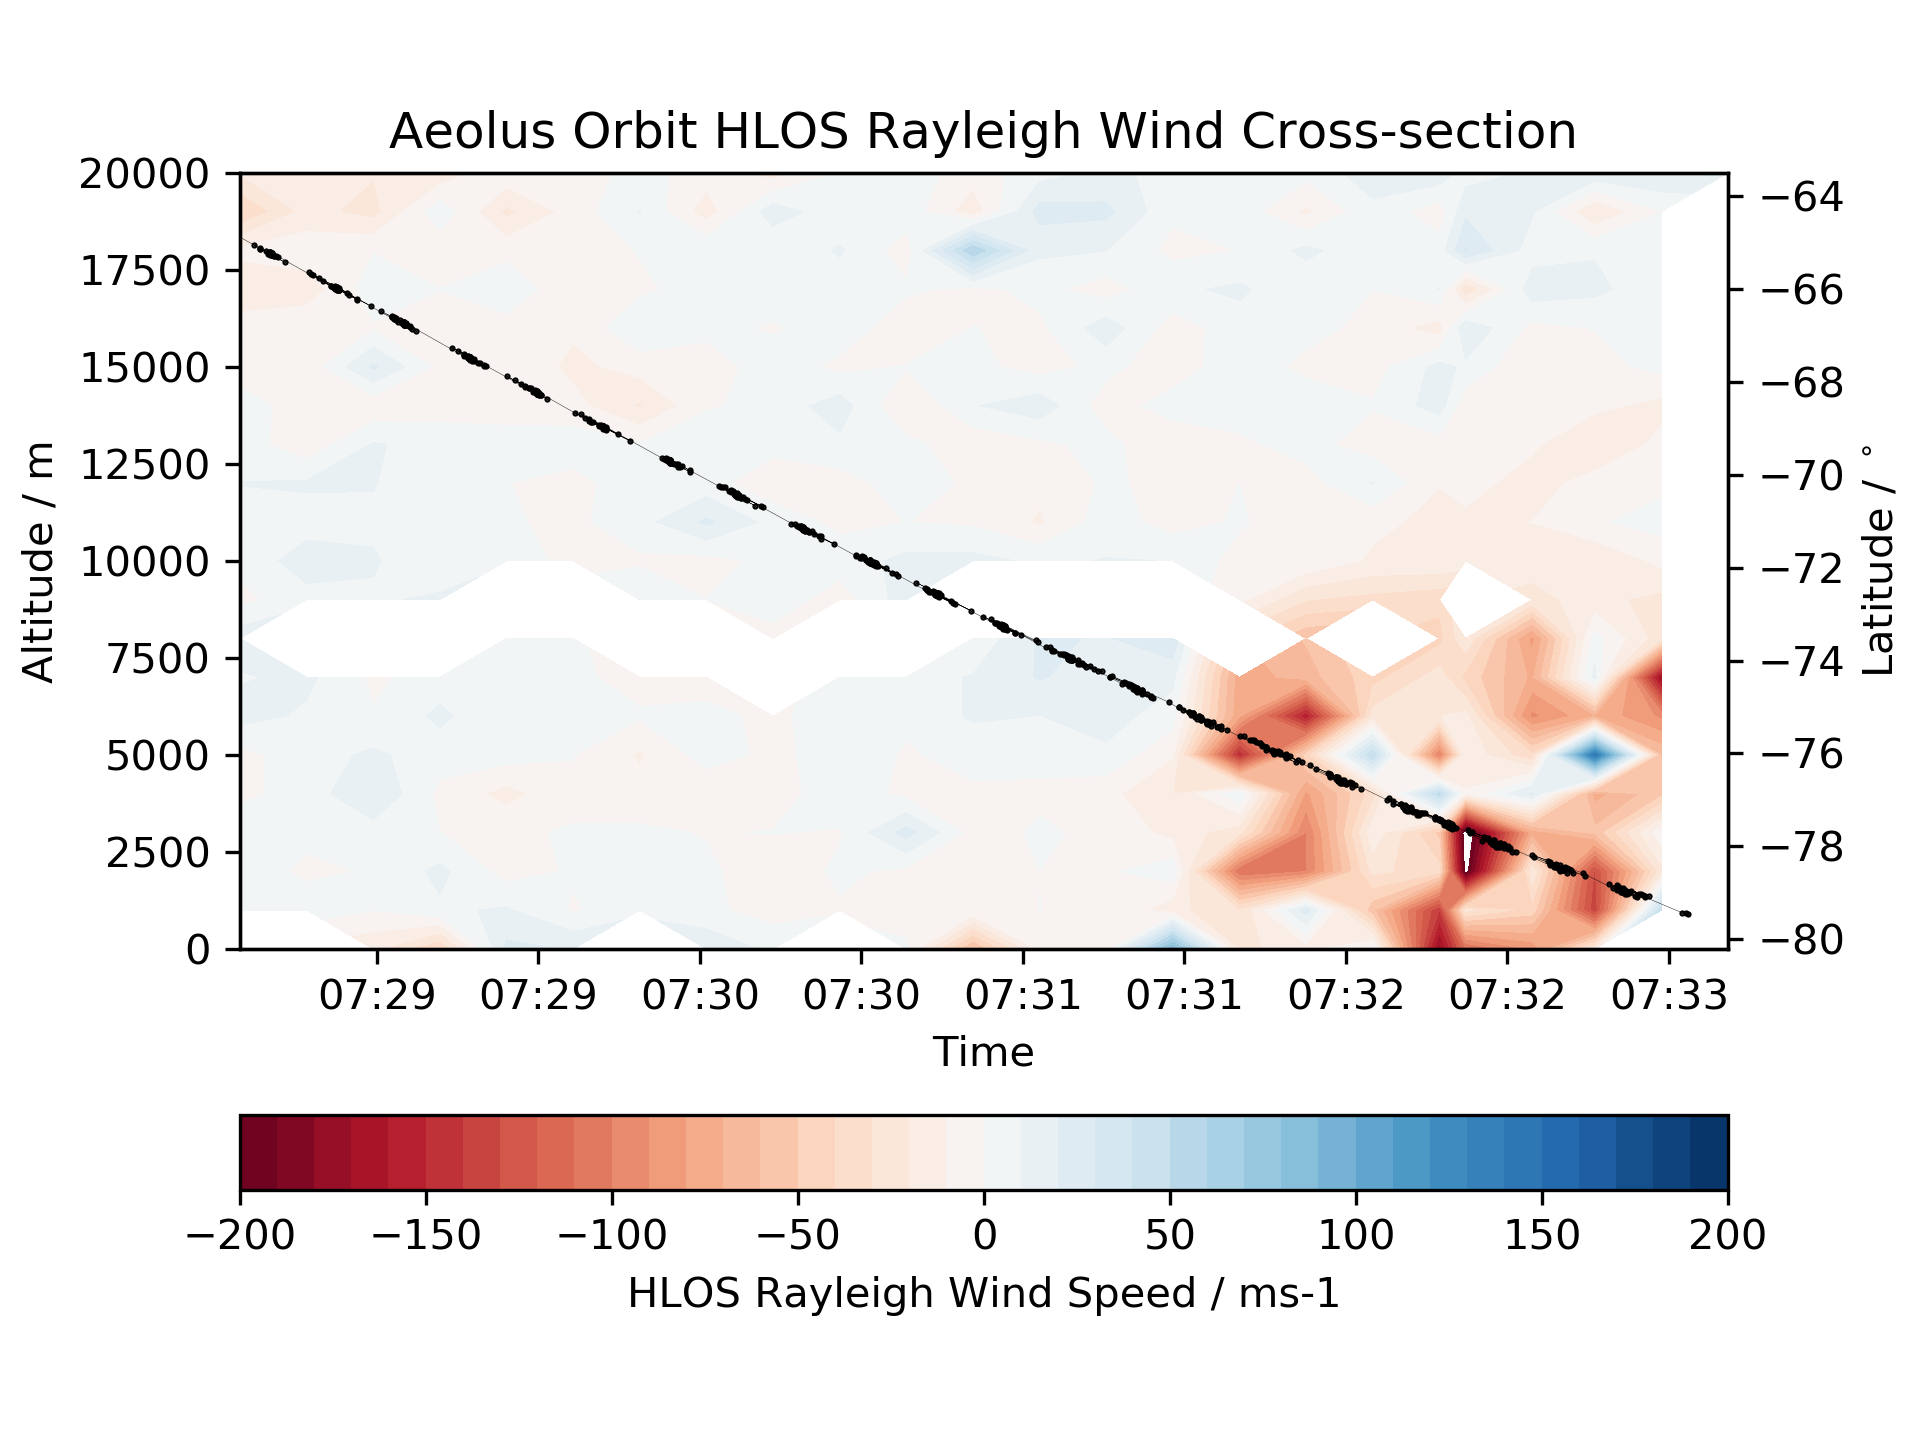 Aeolus Orbit HLOS Rayleigh Wind Cross-section
20000
17500
15000
12500
10000
7500
5000
2500
0
Altitude / m
−64
−66
−68
−70
−72
−74
−76
−78
−80
Latitude / °
07:29 07:29 07:30 07:30 07:31 07:31 07:32 07:32 07:33
Time
−200 −150 −100 −50 0 50 100 150 200
HLOS Rayleigh Wind Speed / ms-1